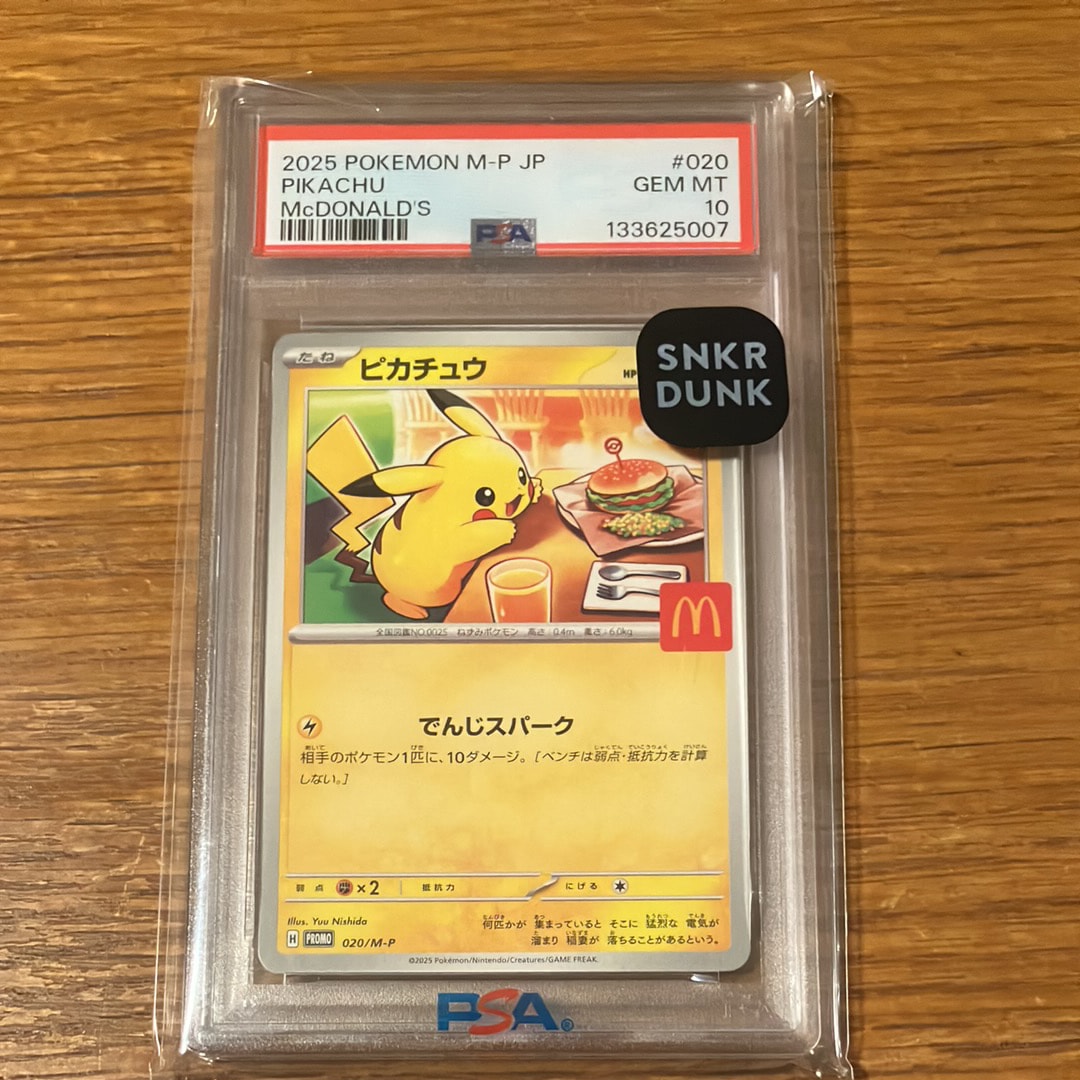 2025 POKEMON M-P JP #020
PIKACHU GEM MT
McDONALD'S 10
133625007
PSA
SNKR
DUNK
たね ピカチュウ HP
全国図鑑NO.0025 ねずみポケモン 高さ:0.4m 重さ:6.0kg
でんじスパーク
相手のポケモン1匹に、10ダメージ。[ベンチは弱点・抵抗力を計算
しない。]
弱点 ×2 抵抗力 にげる
Illus. Yuu Nishida
何匹かが 集まっていると そこに 猛烈な 電気が
溜まり 稲妻が 落ちることがあるという。
H PROMO 020/M-P
©2025 Pokémon/Nintendo/Creatures/GAME FREAK.
PSA®